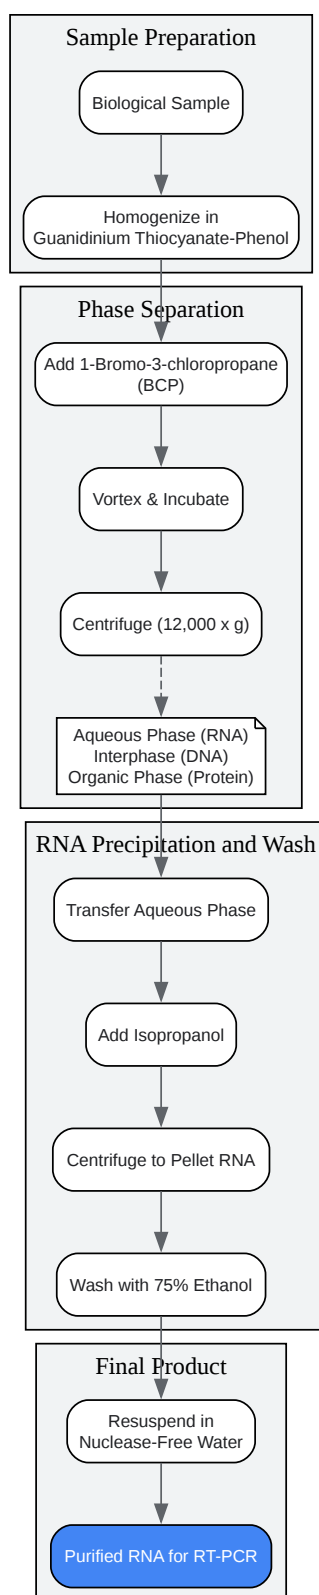 Sample Preparation
Biological Sample
Homogenize in
Guanidinium Thiocyanate-Phenol
Phase Separation
Add 1-Bromo-3-chloropropane
(BCP)
Vortex & Incubate
Centrifuge (12,000 x g)
Aqueous Phase (RNA)
Interphase (DNA)
Organic Phase (Protein)
RNA Precipitation and Wash
Transfer Aqueous Phase
Add Isopropanol
Centrifuge to Pellet RNA
Wash with 75% Ethanol
Final Product
Resuspend in
Nuclease-Free Water
Purified RNA for RT-PCR